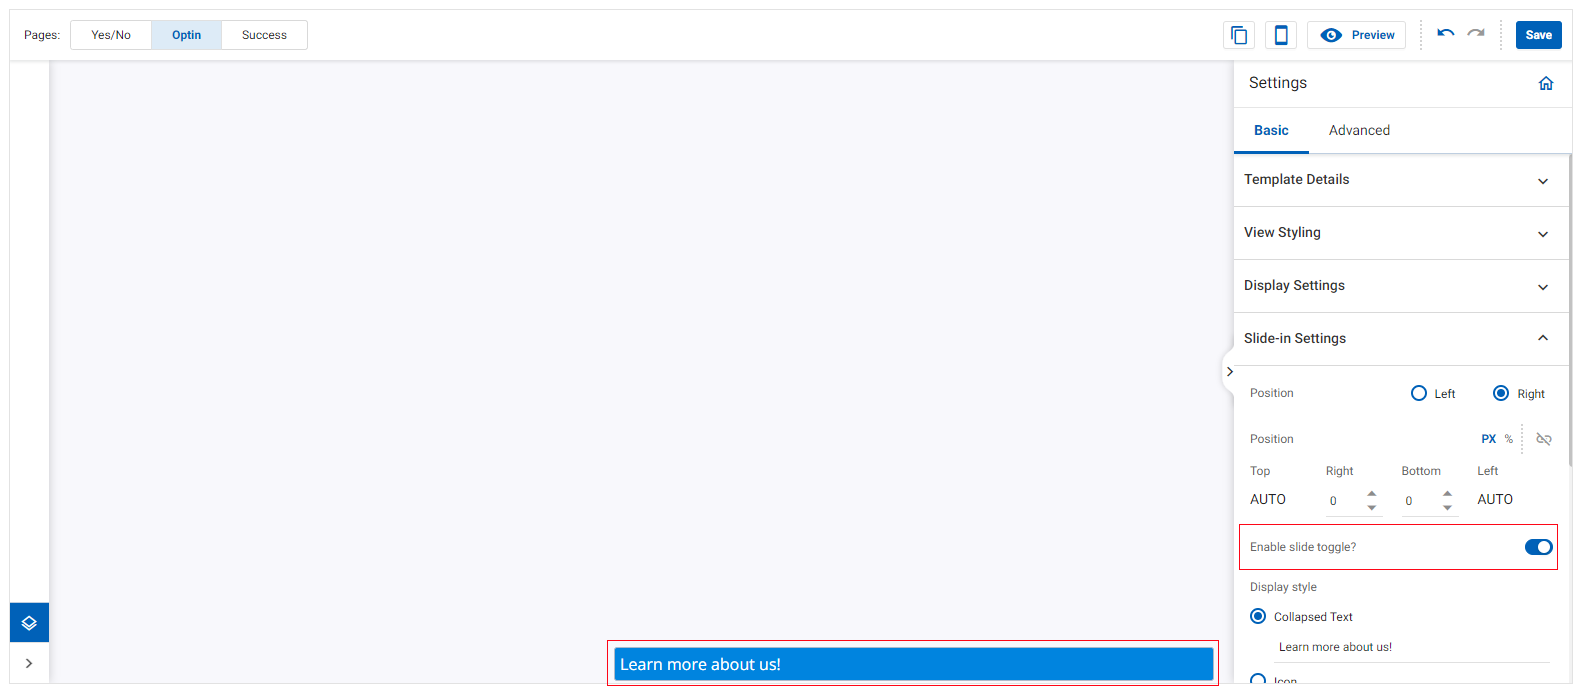 Pages: Yes/No Optin Success Preview Save
Settings
Basic Advanced
Template Details
View Styling
Display Settings
Slide-in Settings
Position Left Right
Position PX %
Top Right Bottom Left
AUTO 0 0 AUTO
Enable slide toggle?
Display style
Collapsed Text
Learn more about us!
Learn more about us!
Icon